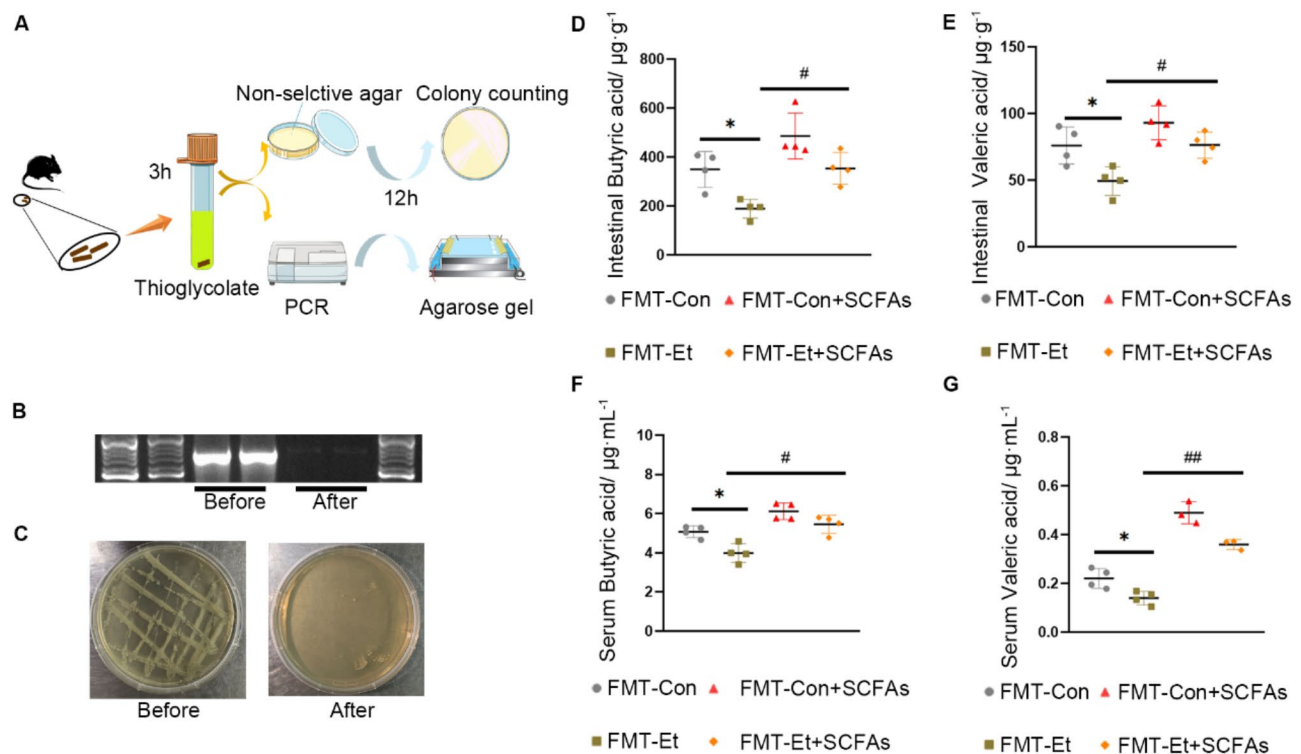 A
Non-selctive agar
Colony counting
3h
12h
Thioglycolate
PCR
Agarose gel
B
Before
After
C
Before
After
D
Intestinal Butyric acid/ μg·g⁻¹
800
600
400
200
0
*
#
FMT-Con
FMT-Con+SCFAs
FMT-Et
FMT-Et+SCFAs
E
Intestinal Valeric acid/ μg·g⁻¹
150
100
50
0
*
#
FMT-Con
FMT-Con+SCFAs
FMT-Et
FMT-Et+SCFAs
F
Serum Butyric acid/ μg·mL⁻¹
10
8
6
4
2
0
*
#
FMT-Con
FMT-Con+SCFAs
FMT-Et
FMT-Et+SCFAs
G
Serum Valeric acid/ μg·mL⁻¹
0.8
0.6
0.4
0.2
0.0
*
##
FMT-Con
FMT-Con+SCFAs
FMT-Et
FMT-Et+SCFAs